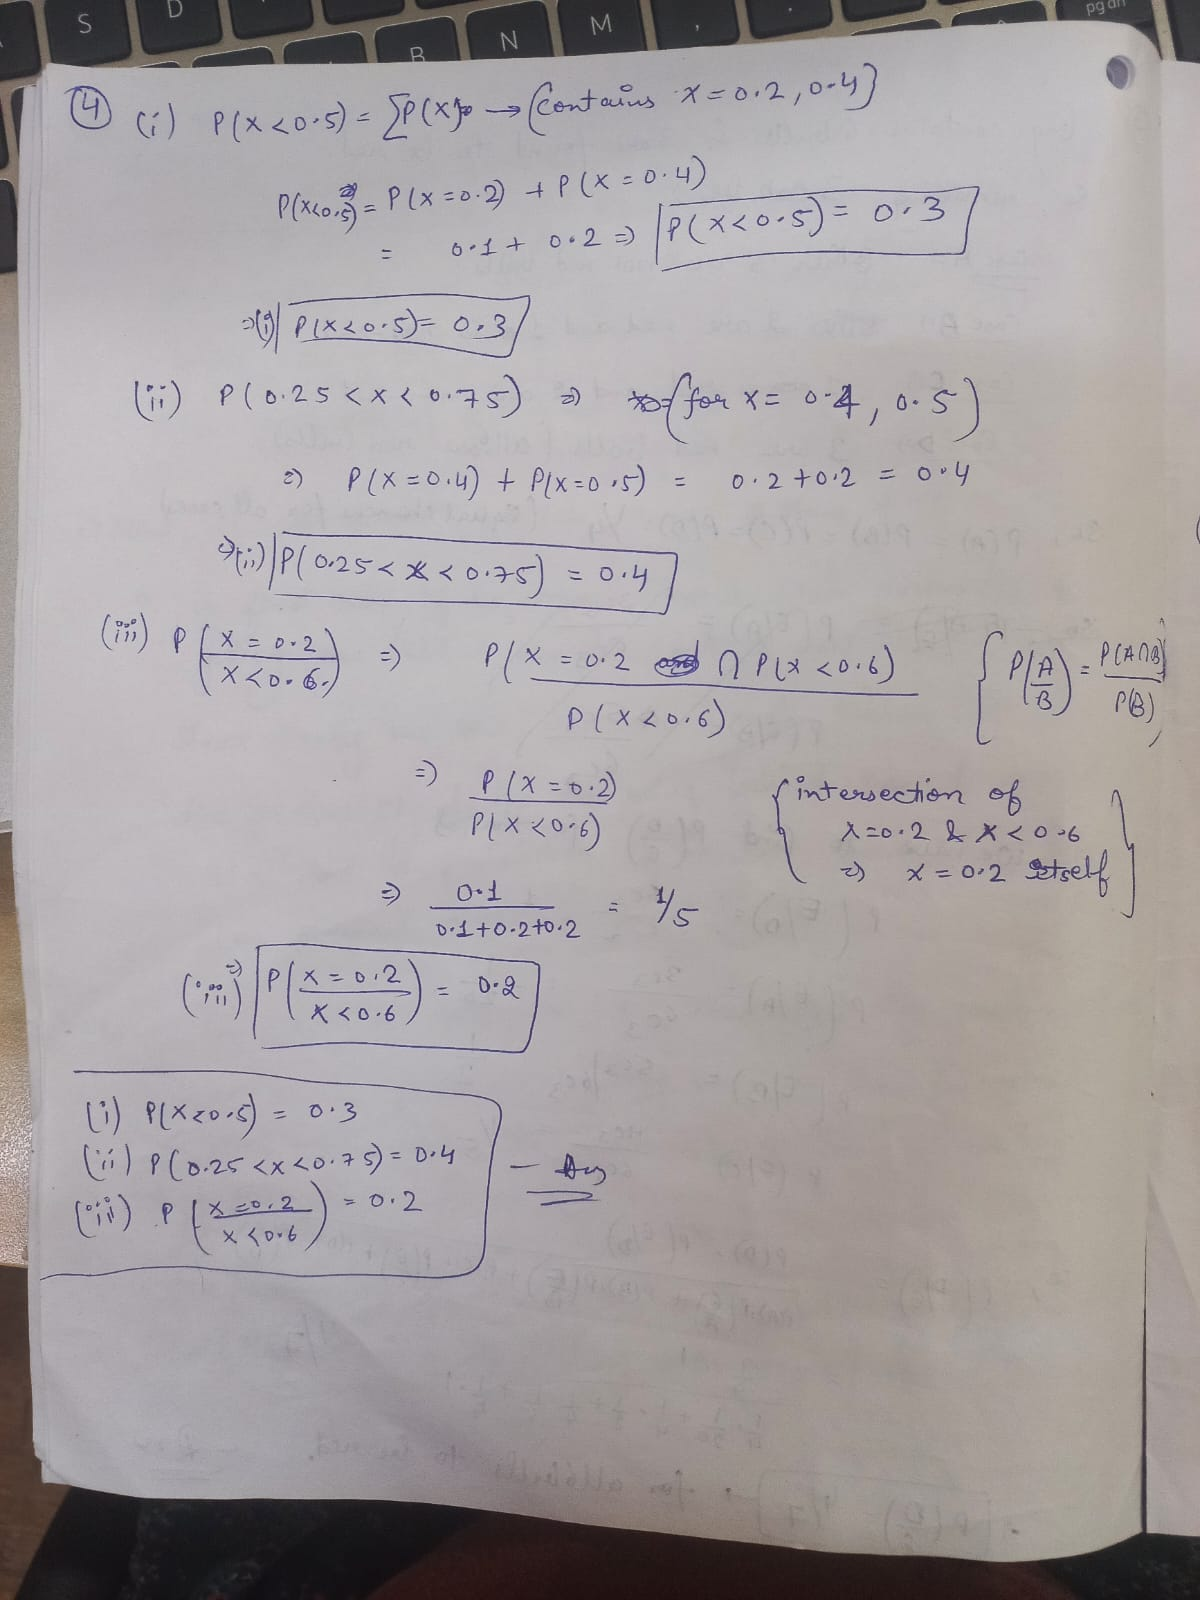 S D B N M , pg dn
(4) (i) P(X<0.5) = {P(X) → (Contains X=0.2, 0.4)
P(X<0.5) = P(X=0.2) + P(X=0.4)
= 0.1 + 0.2 ⇒ P(X<0.5) = 0.3
⇒(i) P(X<0.5) = 0.3
(ii) P(0.25<X<0.75) ⇒ (for X= 0.4, 0.5)
⇒ P(X=0.4) + P(X=0.5) = 0.2+0.2 = 0.4
⇒(ii) P(0.25<X<0.75) = 0.4
(iii) P(X=0.2/X<0.6) ⇒ P(X=0.2 ∩ P(X<0.6)/P(X<0.6) { P(A/B) = P(A∩B)/P(B)
⇒ P(X=0.2)/P(X<0.6) { intersection of
X=0.2 & X<0.6
⇒ X=0.2 itself }
⇒ 0.1/0.1+0.2+0.2 = 1/5
(iii) ⇒ P(X=0.2/X<0.6) = 0.2
(i) P(X<0.5) = 0.3
(ii) P(0.25<X<0.75) = 0.4 — Ans
(iii) P(X=0.2/X<0.6) = 0.2